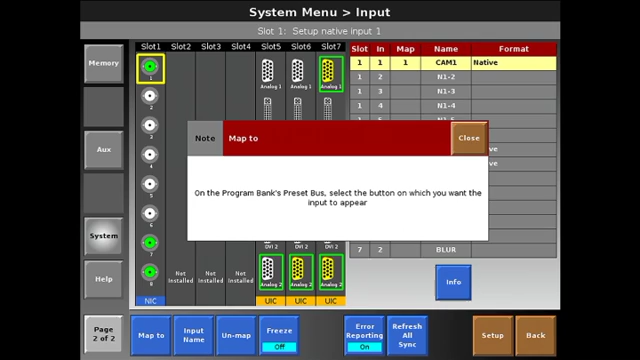 System Menu > Input
Slot 1: Setup native input 1
Memory
Aux
System
Help
Page
2 of 2
Slot1 Slot2 Slot3 Slot4 Slot5 Slot6 Slot7
1
2
3
4
5
6
7
8
Analog 1 Analog 1 Analog 1
Not
Installed
Not
Installed
Not
Installed
DVI 2 DVI 2 DVI 2
Analog 2 Analog 2 Analog 2
NIC UIC UIC UIC
Slot In Map Name Format
1 1 1 CAM1 Native
1 2 N1-2
1 3 N1-3
1 4 N1-4
1 5 N1-5
7 2 BLUR
Note Map to Close
On the Program Bank's Preset Bus, select the button on which you want the
input to appear
Info
Map to
Input
Name
Un-map
Freeze
Off
Error
Reporting
On
Refresh
All
Sync
Setup
Back